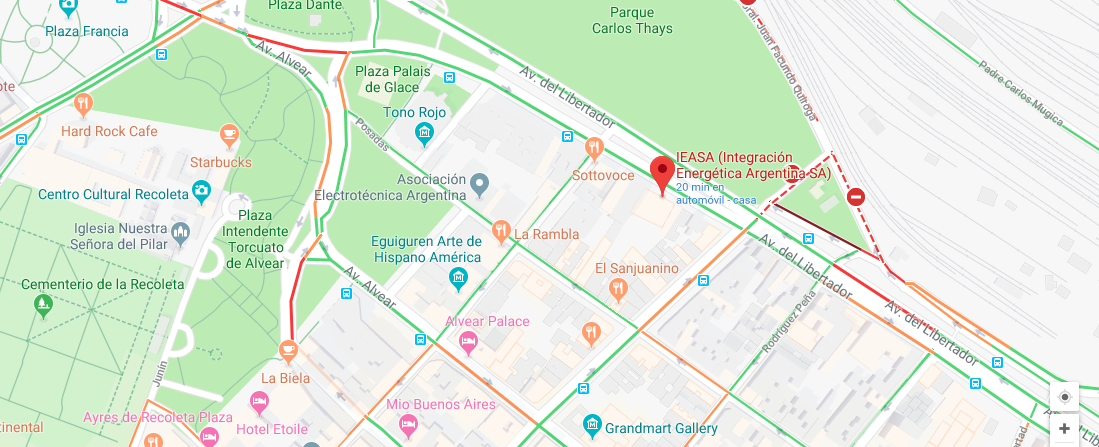 Plaza Dante
Plaza Francia
Parque
Carlos Thays
Gral. Juan Facundo Quiroga
Padre Carlos Mugica
Av. Alvear
Plaza Palais
de Glace
Av. del Libertador
Tono Rojo
Hard Rock Cafe
Posadas
Starbucks
Sottovoce
IEASA (Integración
Energética Argentina SA)
20 min en
automóvil - casa
Asociación
Electrotécnica Argentina
Centro Cultural Recoleta
Plaza
Intendente
Torcuato
de Alvear
Iglesia Nuestra
Señora del Pilar
La Rambla
Eguiguren Arte de
Hispano América
Av. del Libertador
El Sanjuanino
Cementerio de la Recoleta
Av. Alvear
Av. del Libertador
Rodríguez Peña
Alvear Palace
La Biela
Junín
Mio Buenos Aires
Ayres de Recoleta Plaza
Hotel Etoile
Grandmart Gallery